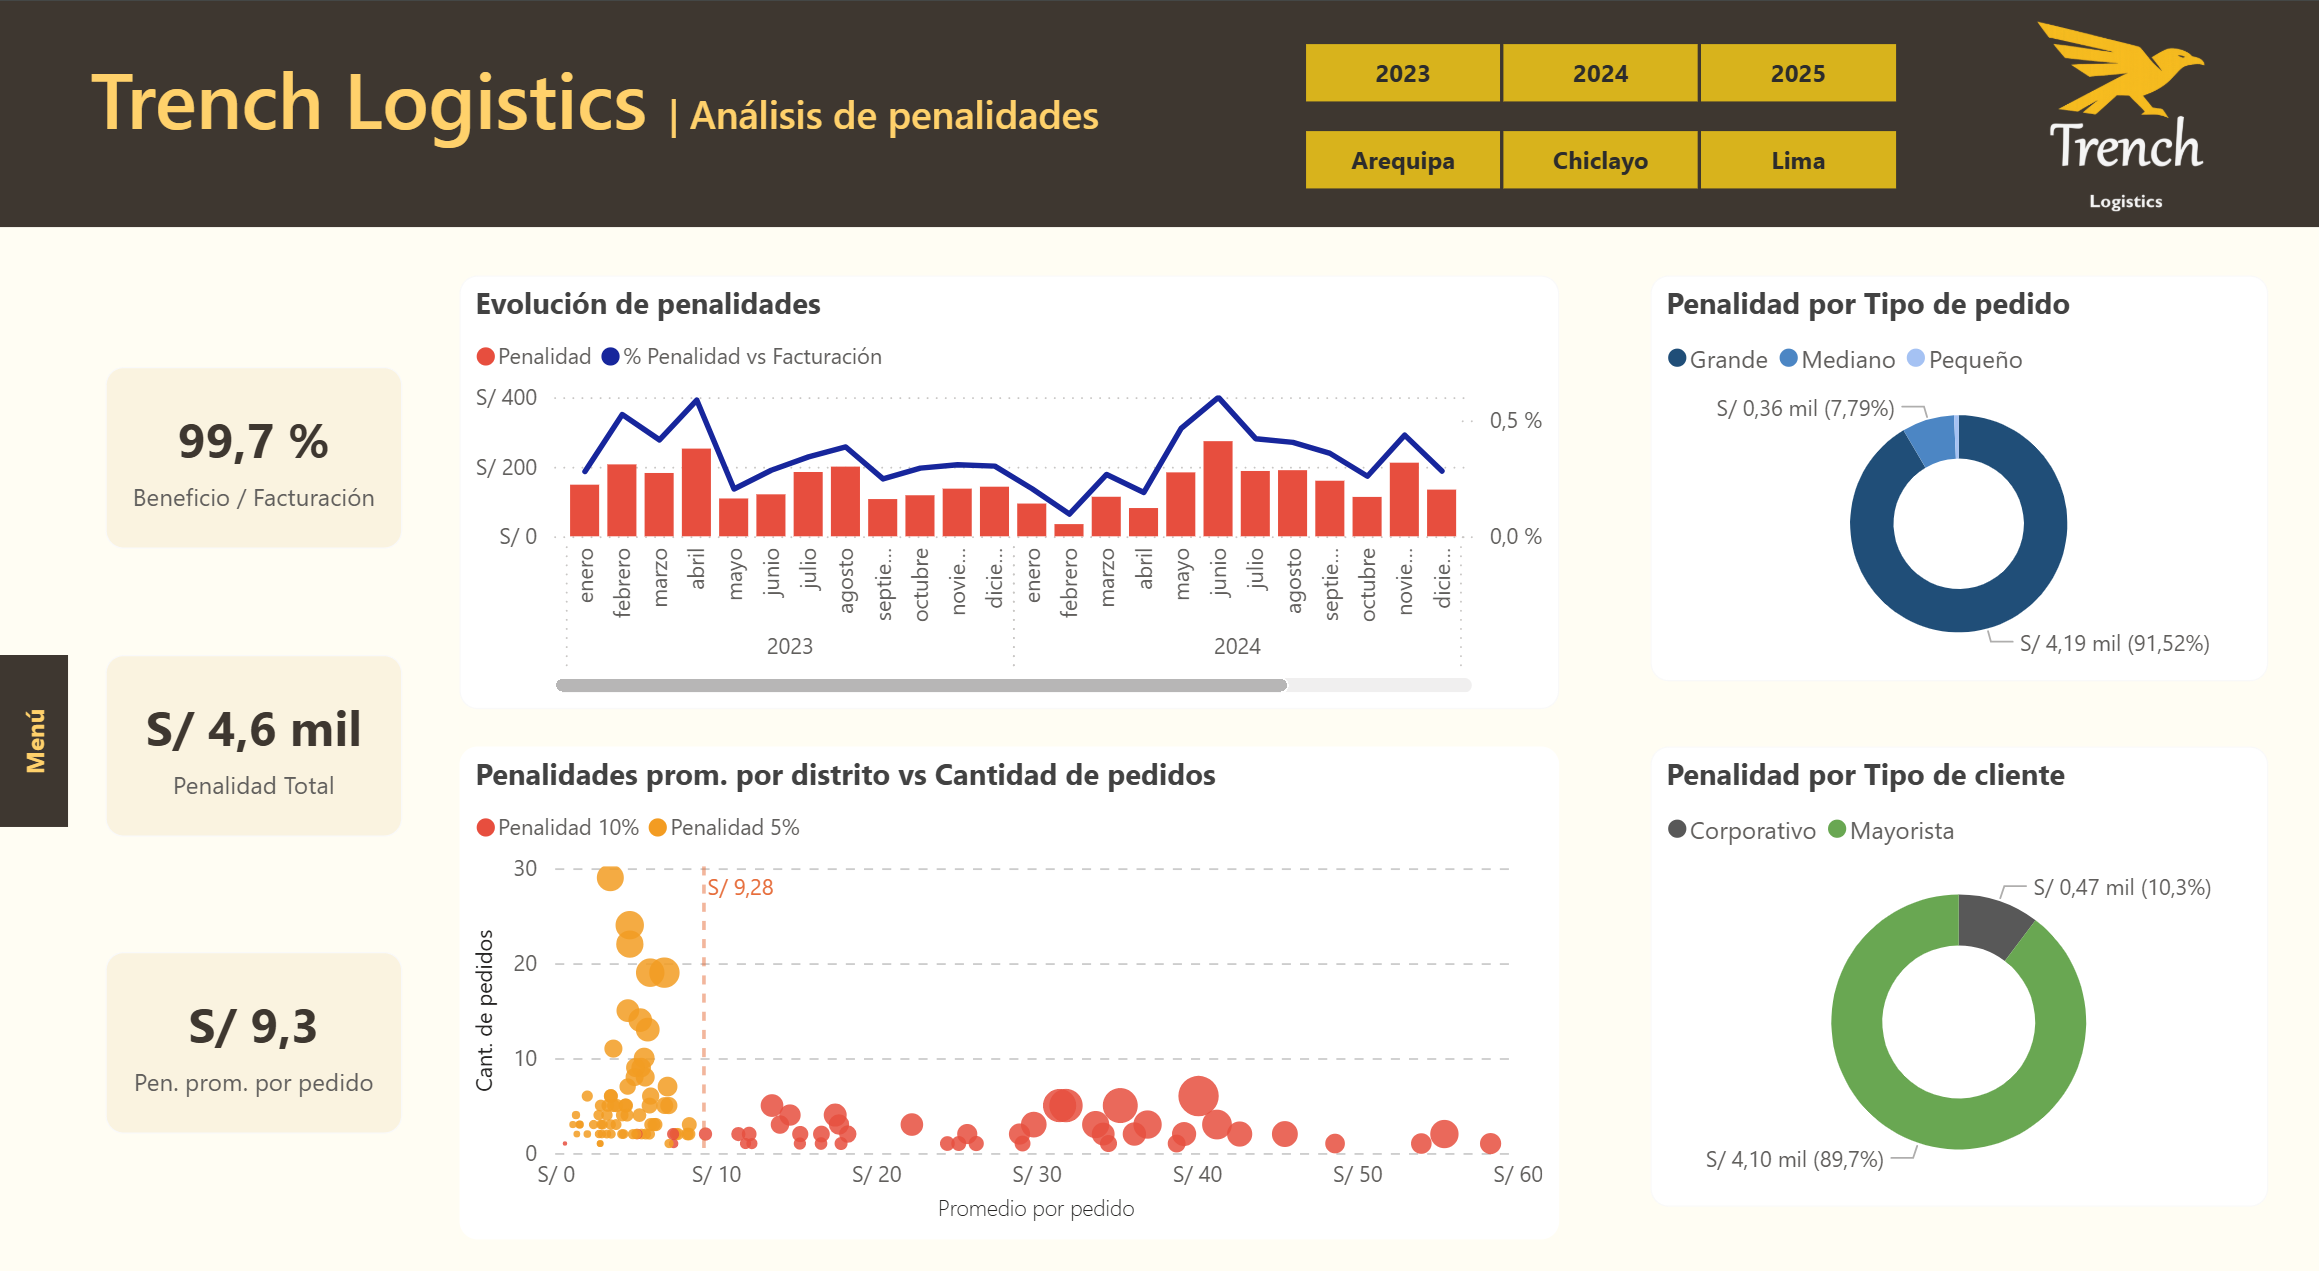 Trench Logistics | Análisis de penalidades
2023 2024 2025
Arequipa Chiclayo Lima
Trench
Logistics
Menú
99,7 %
Beneficio / Facturación
S/ 4,6 mil
Penalidad Total
S/ 9,3
Pen. prom. por pedido
Evolución de penalidades
Penalidad % Penalidad vs Facturación
S/ 400
S/ 200
S/ 0
0,5 %
0,0 %
enero
febrero
marzo
abril
mayo
junio
julio
agosto
septie...
octubre
novie...
dicie...
enero
febrero
marzo
abril
mayo
junio
julio
agosto
septie...
octubre
novie...
dicie...
2023
2024
Penalidad por Tipo de pedido
Grande Mediano Pequeño
S/ 0,36 mil (7,79%)
S/ 4,19 mil (91,52%)
Penalidades prom. por distrito vs Cantidad de pedidos
Penalidad 10% Penalidad 5%
Cant. de pedidos
30
20
10
0
S/ 9,28
S/ 0 S/ 10 S/ 20 S/ 30 S/ 40 S/ 50 S/ 60
Promedio por pedido
Penalidad por Tipo de cliente
Corporativo Mayorista
S/ 0,47 mil (10,3%)
S/ 4,10 mil (89,7%)